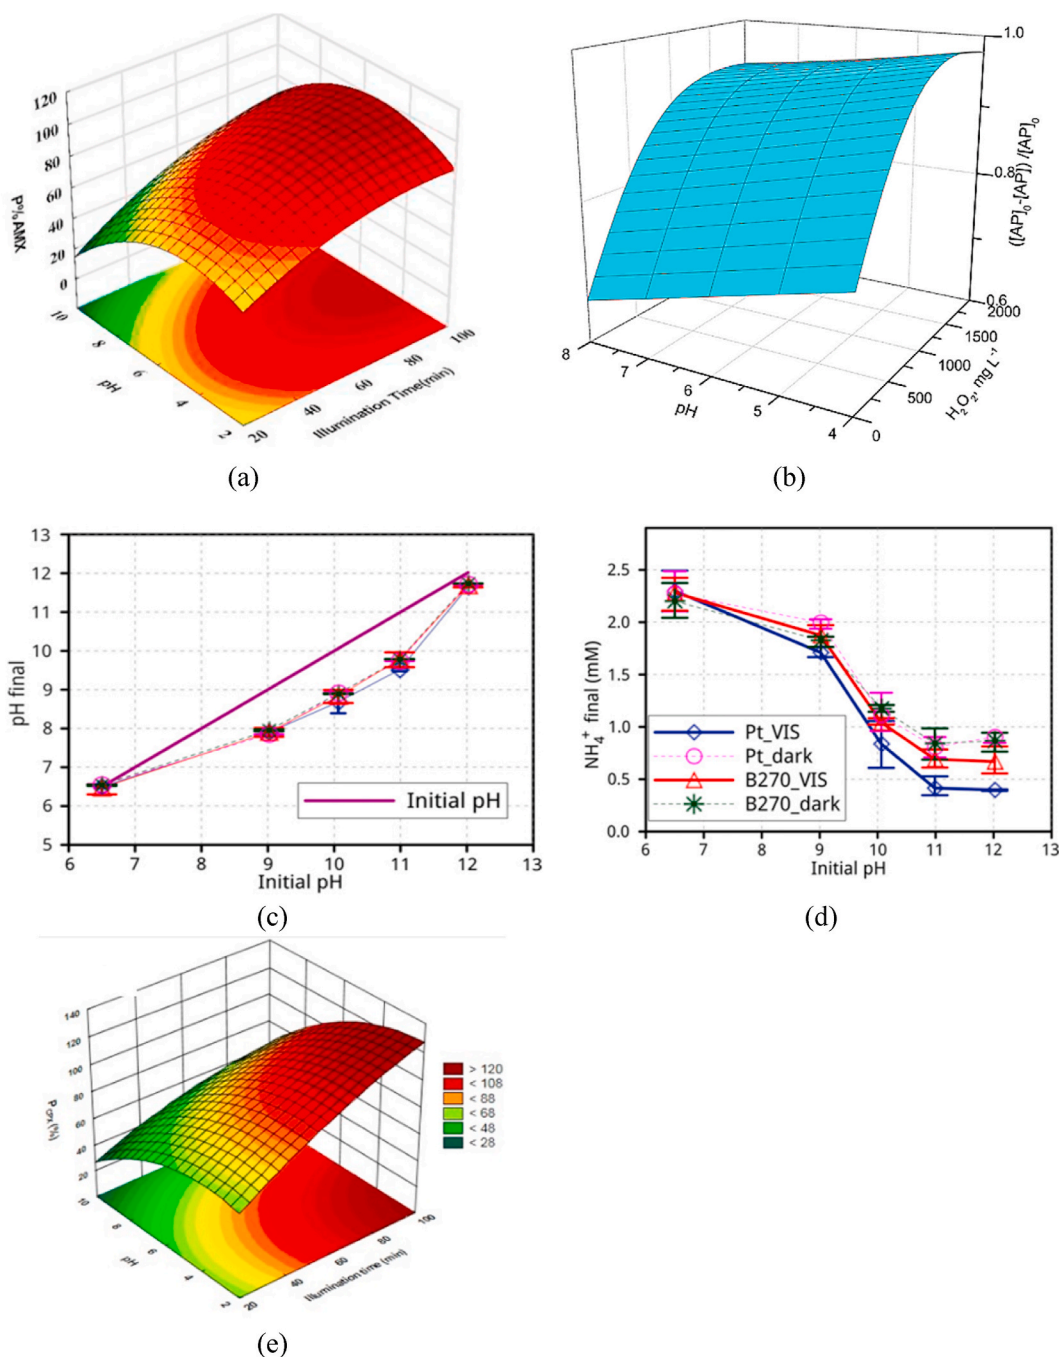 120
100
80
60
40
20
0
P% AMX
10
8
6
4
2
pH
20
40
60
80
100
Illumination Time(min)
(a)
1.0
0.8
0.6
([AP]₀-[AP]) /[AP]₀
2000
1500
1000
500
0
H₂O₂, mg L⁻¹
8
7
6
5
4
pH
(b)
13
12
11
10
9
8
7
6
5
pH final
Initial pH
6 7 8 9 10 11 12 13
Initial pH
(c)
2.5
2.0
1.5
1.0
0.5
0.0
NH₄⁺ final (mM)
Pt_VIS
Pt_dark
B270_VIS
B270_dark
6 7 8 9 10 11 12 13
Initial pH
(d)
140
120
100
80
60
40
20
(%)
10
8
6
4
2
pH
20
40
60
80
100
Illumination time (min)
> 120
< 108
< 88
< 68
< 48
< 28
(e)